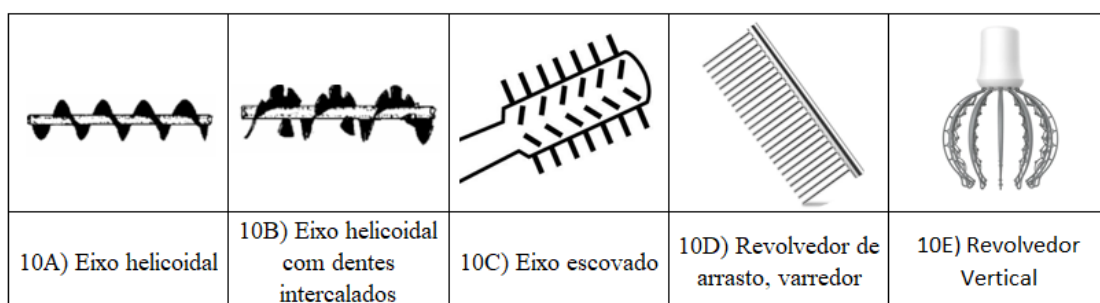 10A) Eixo helicoidal
10B) Eixo helicoidal
com dentes
intercalados
10C) Eixo escovado
10D) Revolvedor de
arrasto, varredor
10E) Revolvedor
Vertical